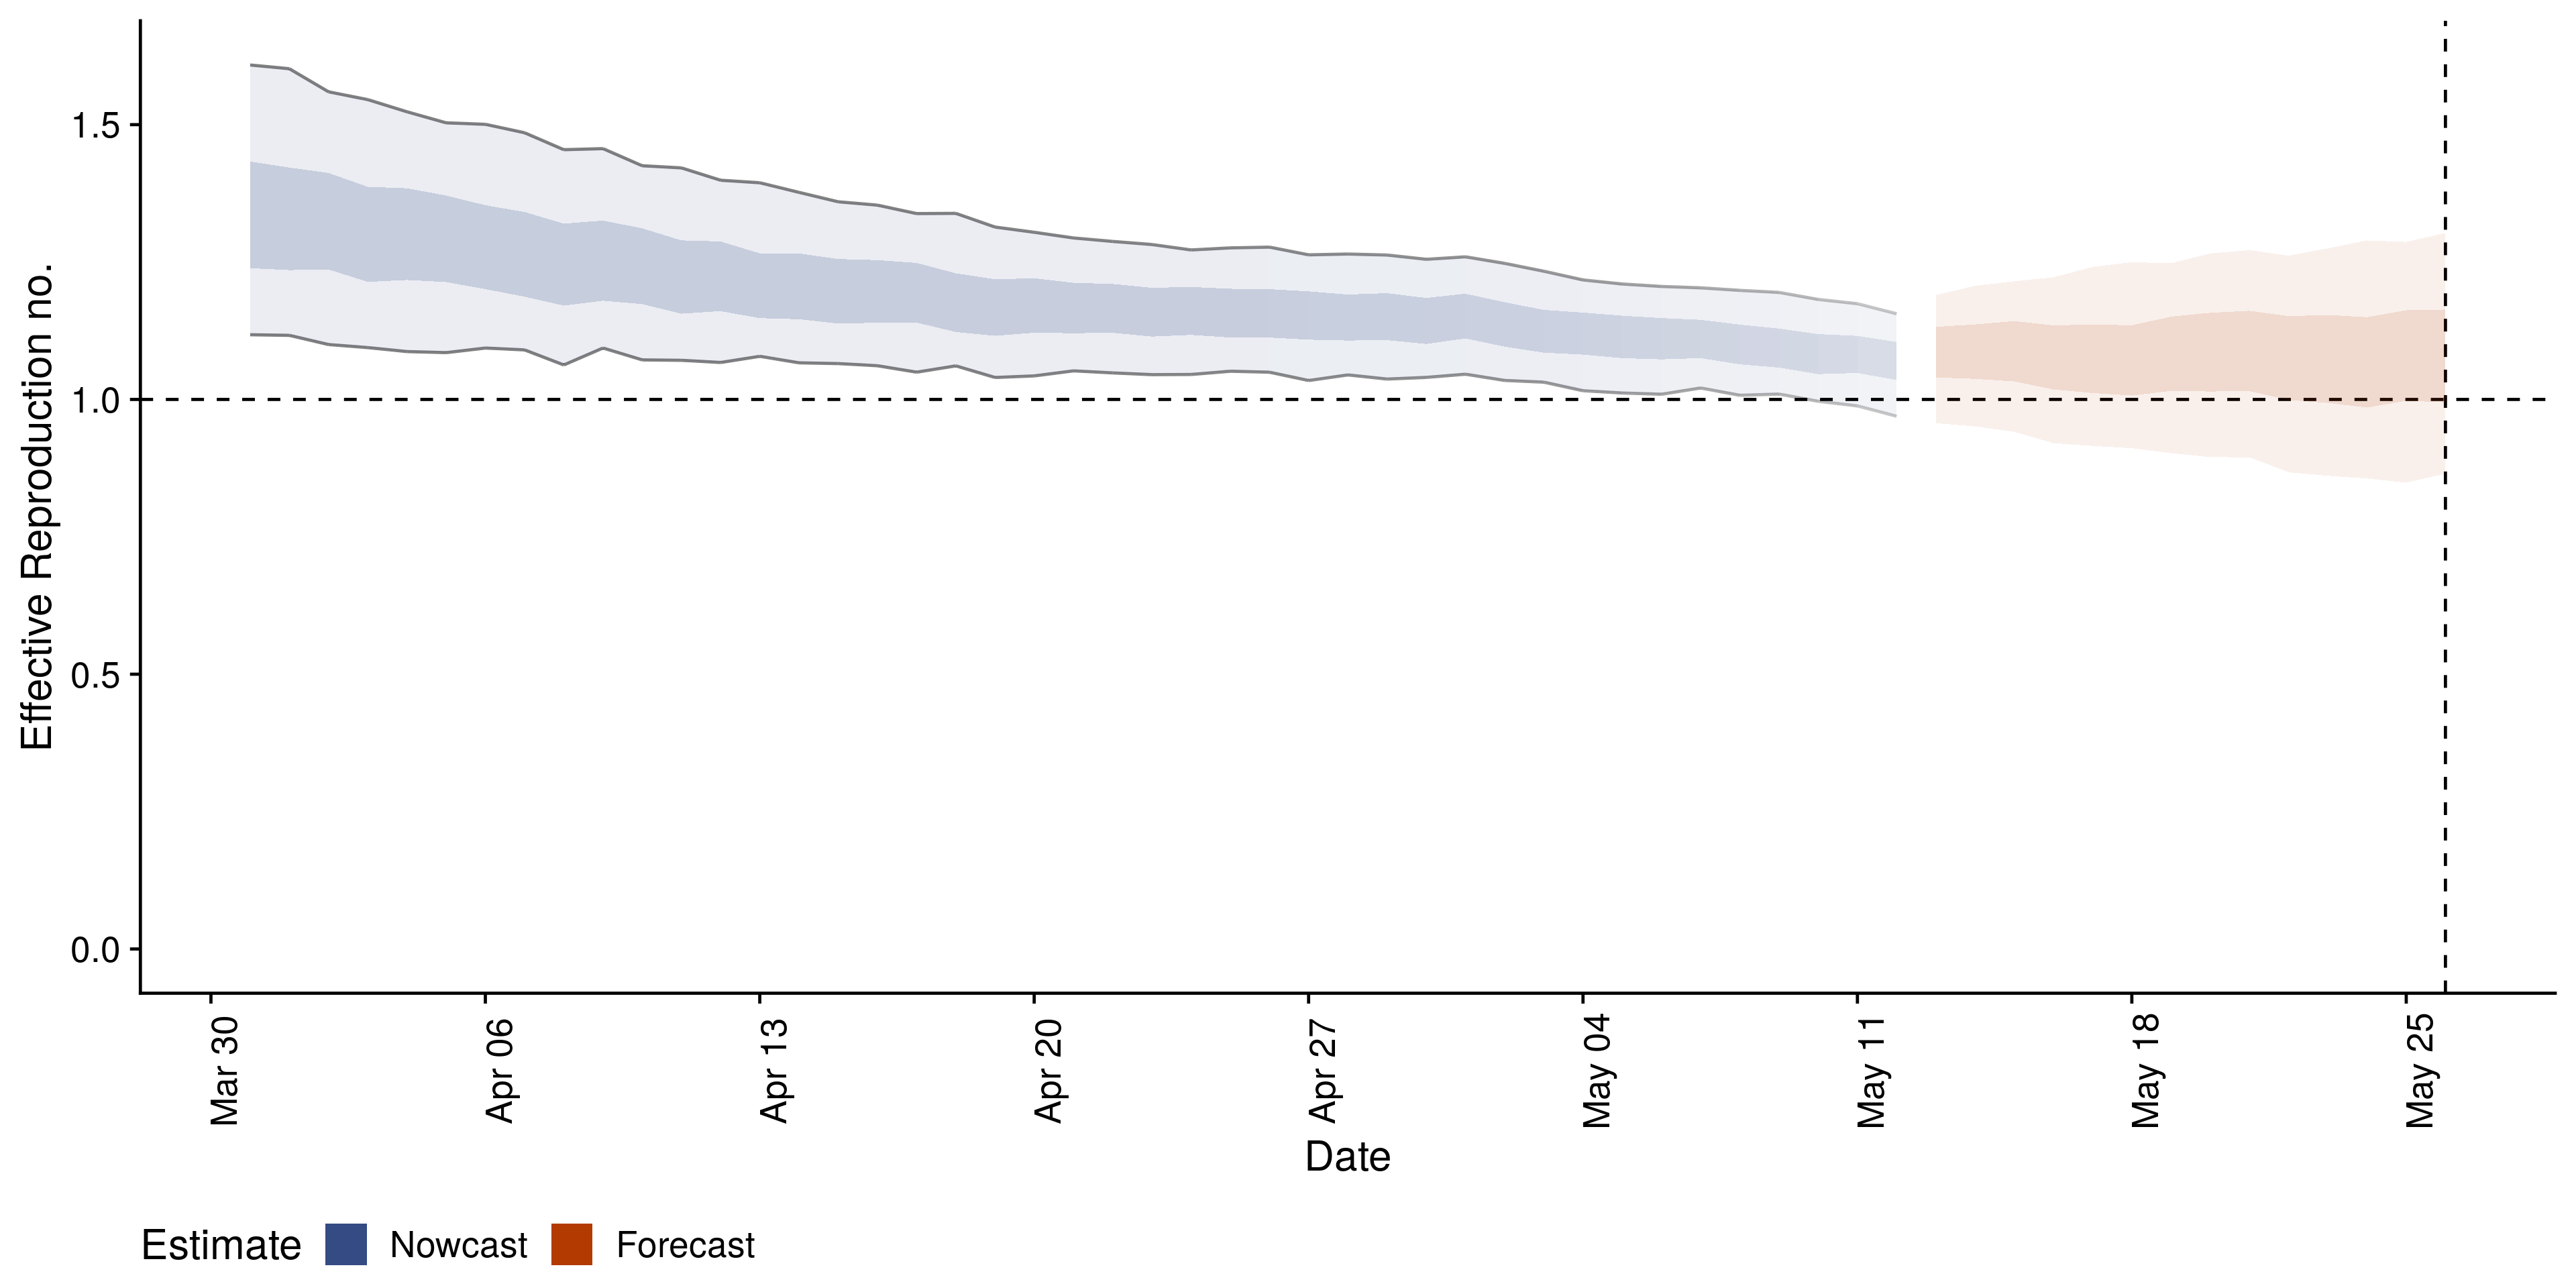 Effective Reproduction no.
1.5
1.0
0.5
0.0
Mar 30
Apr 06
Apr 13
Apr 20
Apr 27
May 04
May 11
May 18
May 25
Date
Estimate Nowcast Forecast